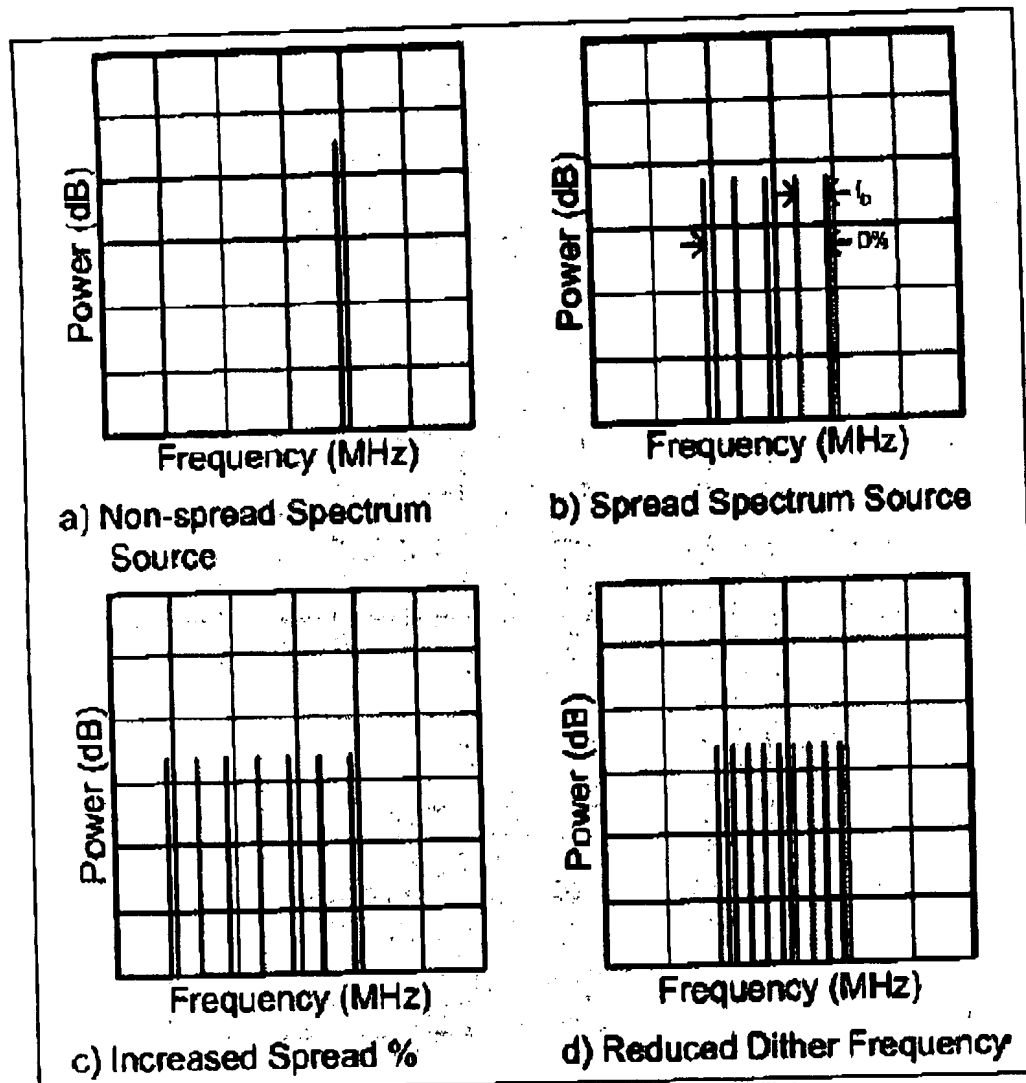 Power (dB)
Frequency (MHz)
a) Non-spread Spectrum
Source
Power (dB)
D%
Frequency (MHz)
b) Spread Spectrum Source
Power (dB)
Frequency (MHz)
c) Increased Spread %
Power (dB)
Frequency (MHz)
d) Reduced Dither Frequency